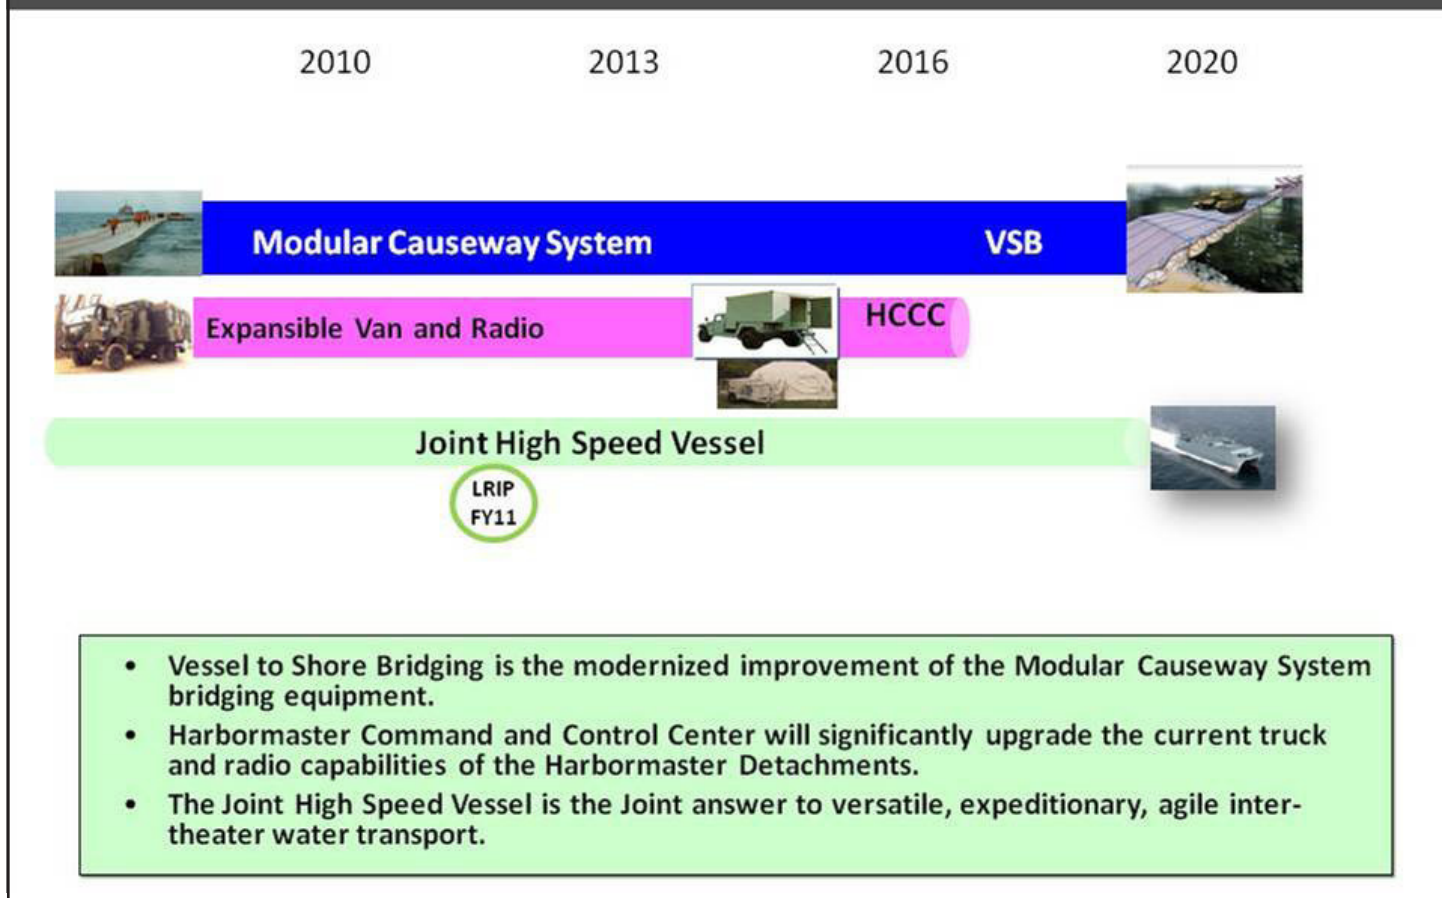 2010 2013 2016 2020
Modular Causeway System VSB
Expansible Van and Radio HCCC
Joint High Speed Vessel
LRIP
FY11
• Vessel to Shore Bridging is the modernized improvement of the Modular Causeway System
bridging equipment.
• Harbormaster Command and Control Center will significantly upgrade the current truck
and radio capabilities of the Harbormaster Detachments.
• The Joint High Speed Vessel is the Joint answer to versatile, expeditionary, agile inter-
theater water transport.